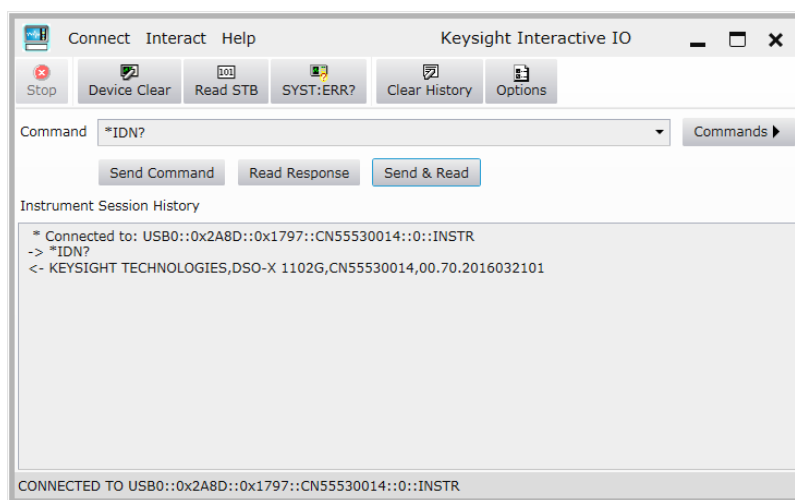 Connect Interact Help Keysight Interactive IO
Stop Device Clear 101 Read STB SYST:ERR? Clear History Options
Command *IDN? Commands
Send Command Read Response Send & Read
Instrument Session History
* Connected to: USB0::0x2A8D::0x1797::CN55530014::0::INSTR
-> *IDN?
<- KEYSIGHT TECHNOLOGIES,DSO-X 1102G,CN55530014,00.70.2016032101
CONNECTED TO USB0::0x2A8D::0x1797::CN55530014::0::INSTR